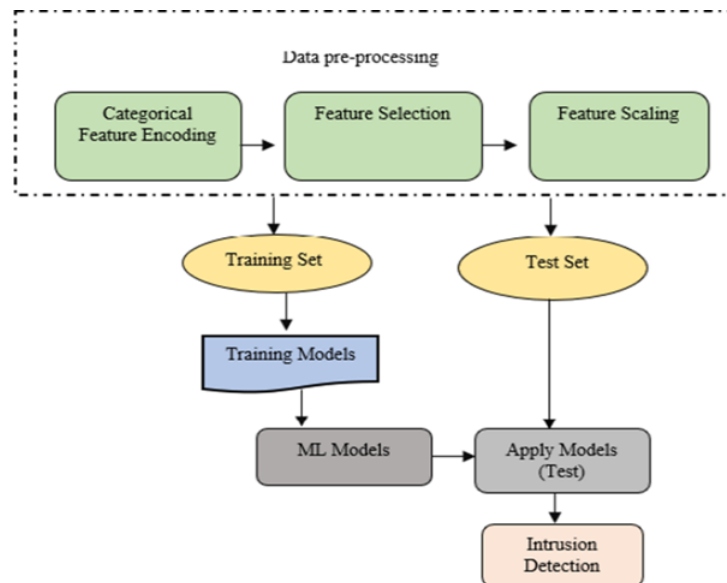 Data pre-processing
Categorical
Feature Encoding
Feature Selection
Feature Scaling
Training Set
Test Set
Training Models
ML Models
Apply Models
(Test)
Intrusion
Detection